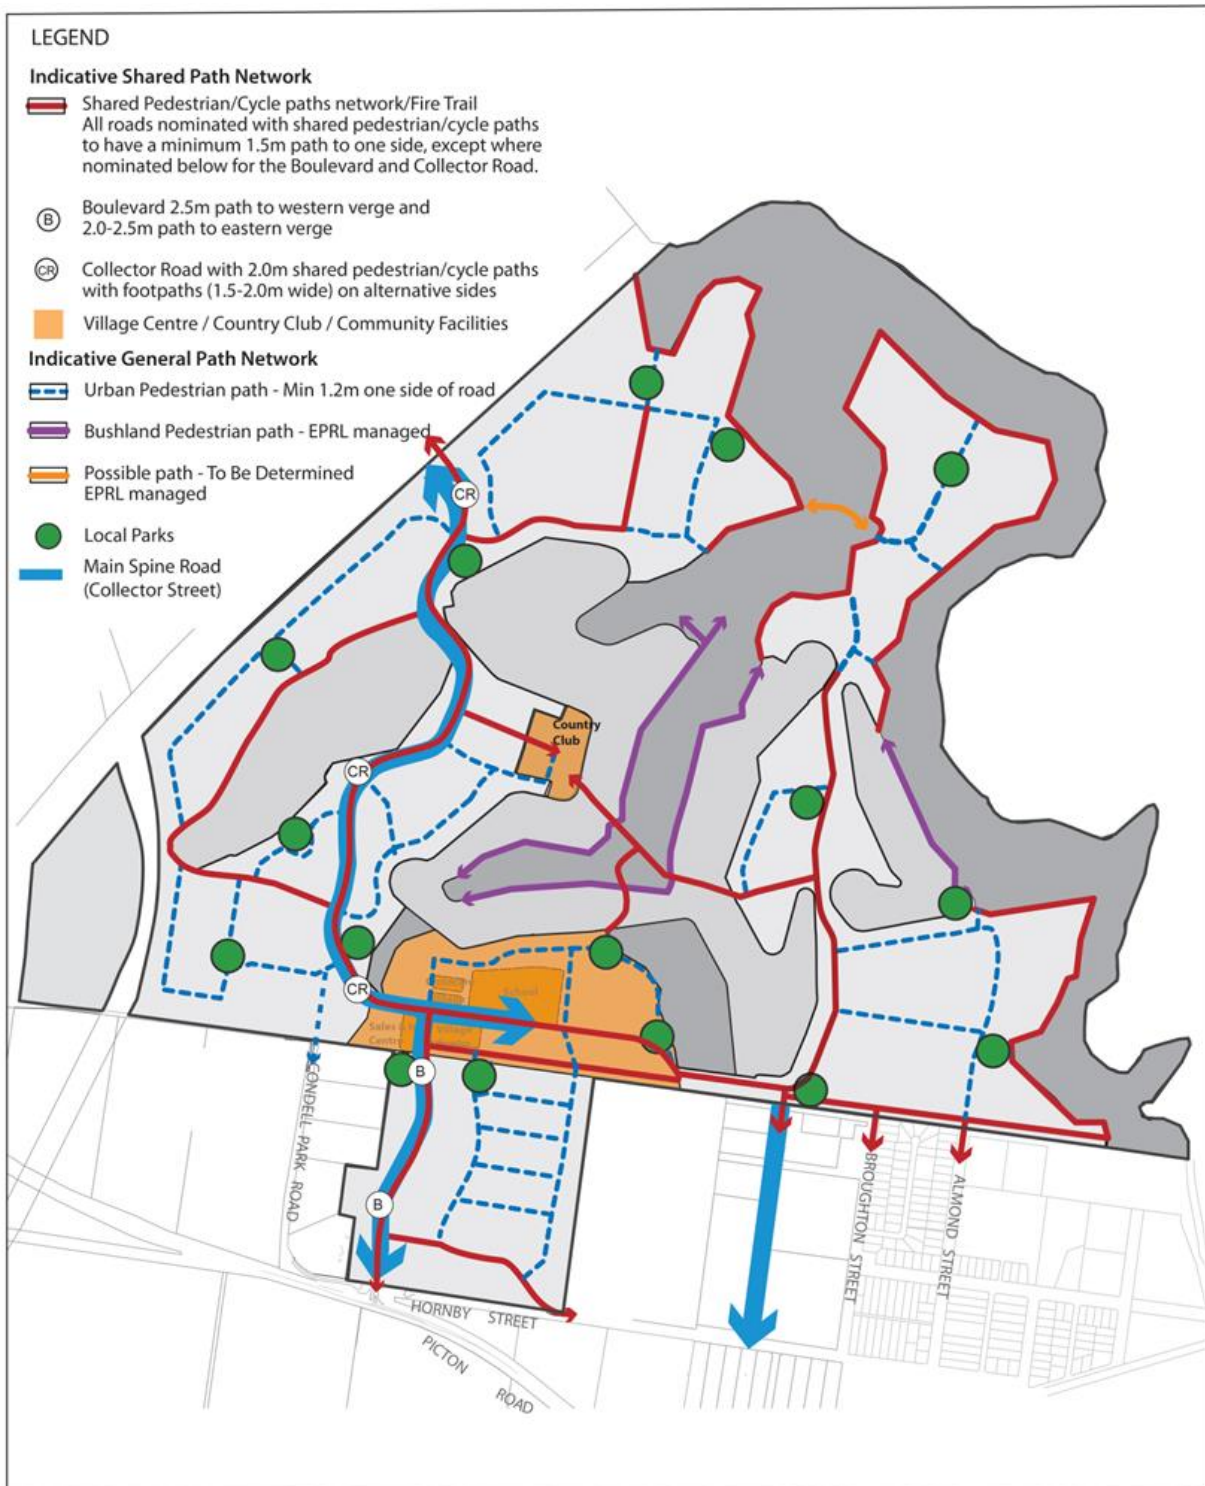 LEGEND
Indicative Shared Path Network
Shared Pedestrian/Cycle paths network/Fire Trail
All roads nominated with shared pedestrian/cycle paths
to have a minimum 1.5m path to one side, except where
nominated below for the Boulevard and Collector Road.
B
Boulevard 2.5m path to western verge and
2.0-2.5m path to eastern verge
CR
Collector Road with 2.0m shared pedestrian/cycle paths
with footpaths (1.5-2.0m wide) on alternative sides
Village Centre / Country Club / Community Facilities
Indicative General Path Network
Urban Pedestrian path - Min 1.2m one side of road
Bushland Pedestrian path - EPRL managed
Possible path - To Be Determined
EPRL managed
Local Parks
Main Spine Road
(Collector Street)
CR
Country
Club
CR
CR
School
Sales
Village
Centre
B
B
CONDELL PARK ROAD
HORNBY STREET
PICTON ROAD
BROUGHTON STREET
ALMOND STREET